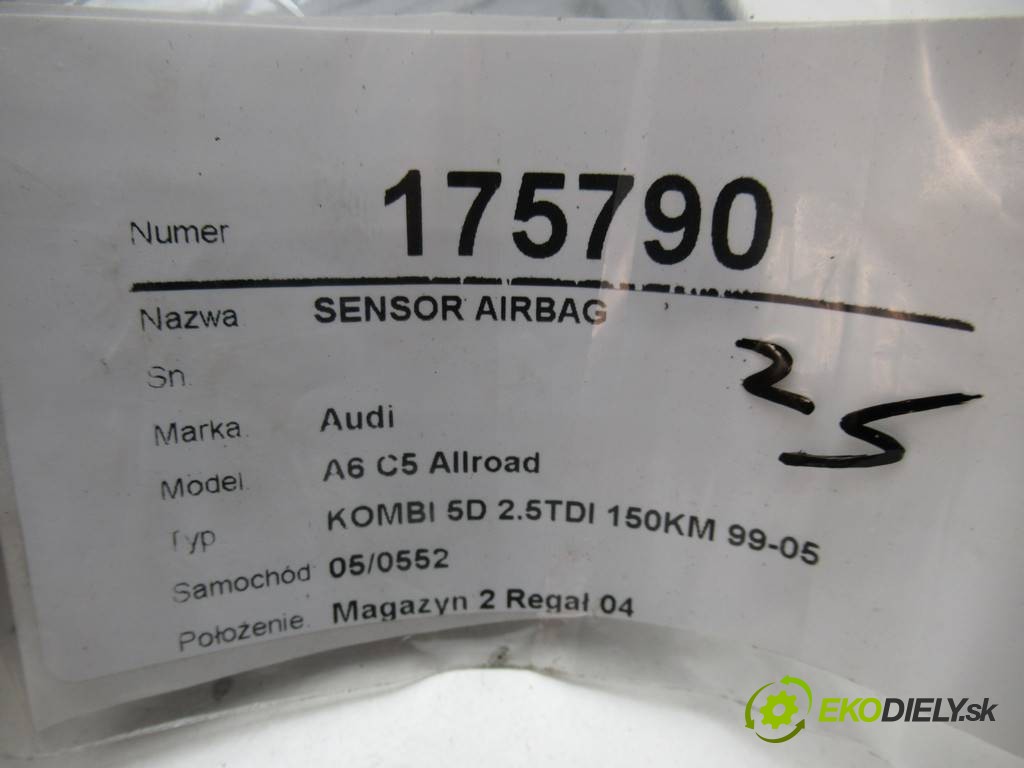 Numer 175790
Nazwa SENSOR AIRBAG
Sn.
Marka. Audi
Model. A6 C5 Allroad
Typ KOMBI 5D 2.5TDI 150KM 99-05
Samochód 05/0552
Położenie. Magazyn 2 Regał 04
25
EKODIELY.sk